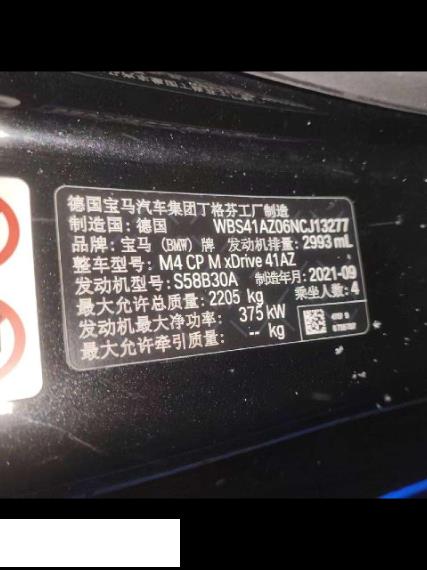 德国宝马汽车集团丁格芬工厂制造
制造国：德国 WBS41AZ06NCJ13277
品牌：宝马（BMW）牌 发动机排量：2993 mL
整车型号：M4 CP M xDrive 41AZ
发动机型号：S58B30A 制造年月：2021-09
最大允许总质量：2205 kg 乘坐人数：4
发动机最大净功率：375 kW
最大允许牵引质量：-- kg